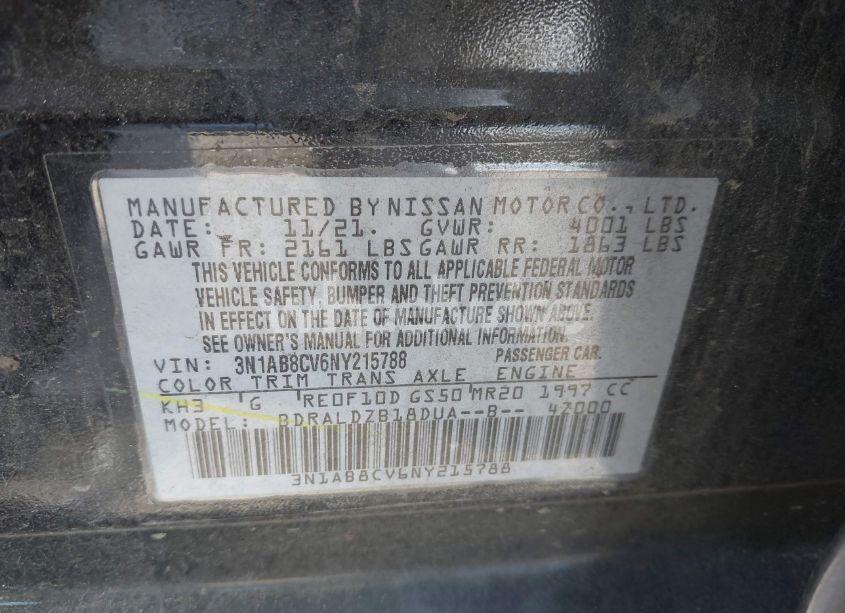 MANUFACTURED BY NISSAN MOTOR CO., LTD.
DATE: 11/21. GVWR: 4001 LBS
GAWR FR: 2161 LBS GAWR RR: 1863 LBS
THIS VEHICLE CONFORMS TO ALL APPLICABLE FEDERAL MOTOR
VEHICLE SAFETY, BUMPER AND THEFT PREVENTION STANDARDS
IN EFFECT ON THE DATE OF MANUFACTURE SHOWN ABOVE.
SEE OWNER'S MANUAL FOR ADDITIONAL INFORMATION.
VIN: 3N1AB8CV6NY215788 PASSENGER CAR.
COLOR TRIM TRANS AXLE ENGINE
KH3 G RE0F10D GS50 MR20 1997 CC
MODEL: BDRALDZB18DUA--B-- 47000
3N1AB8CV6NY215788